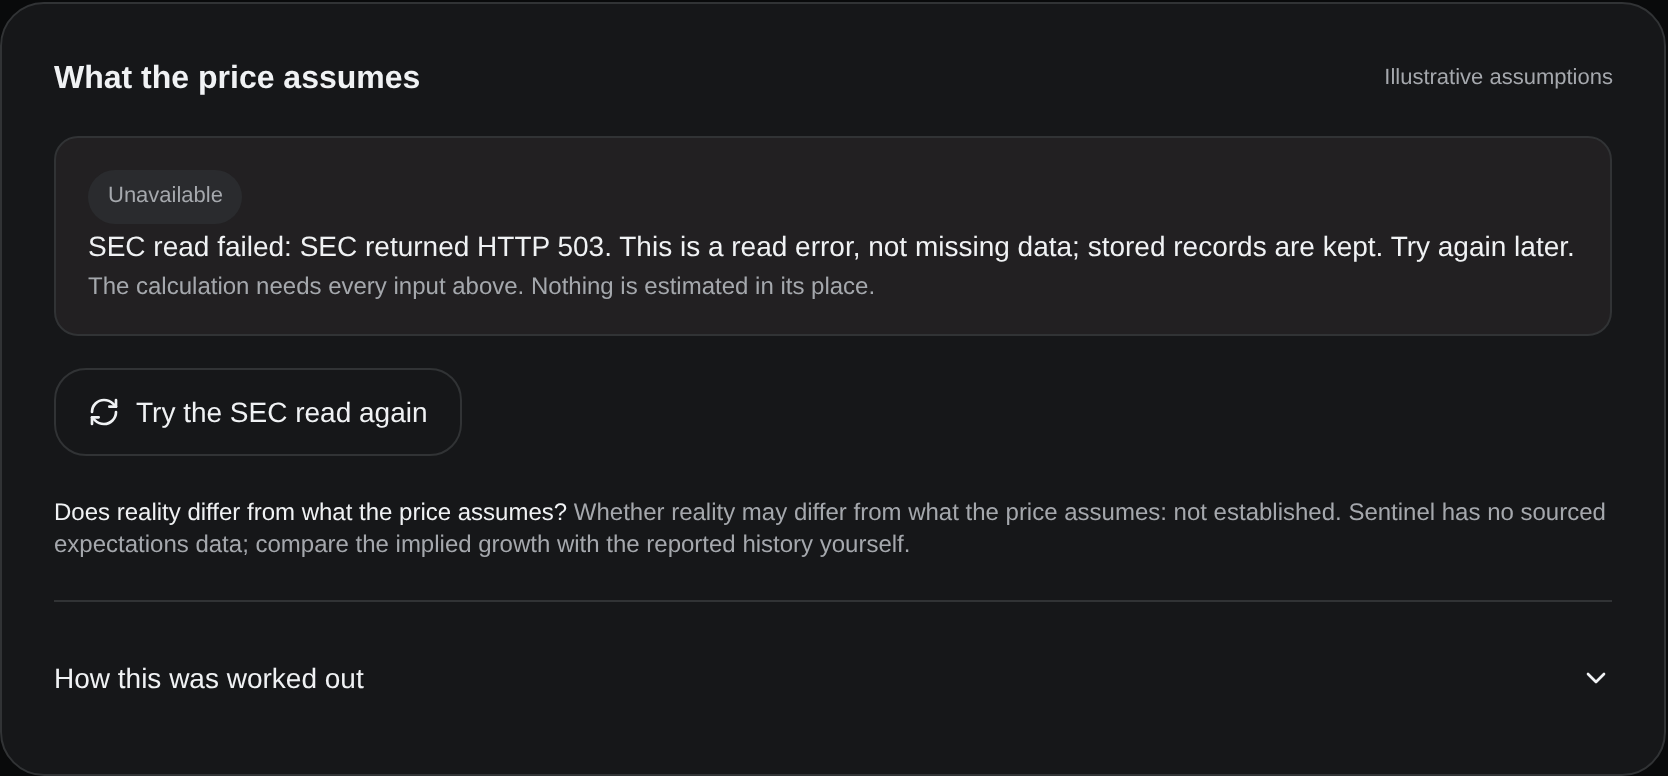 What the price assumes
Illustrative assumptions
Unavailable
SEC read failed: SEC returned HTTP 503. This is a read error, not missing data; stored records are kept. Try again later.
The calculation needs every input above. Nothing is estimated in its place.
Try the SEC read again
Does reality differ from what the price assumes? Whether reality may differ from what the price assumes: not established. Sentinel has no sourced
expectations data; compare the implied growth with the reported history yourself.
How this was worked out